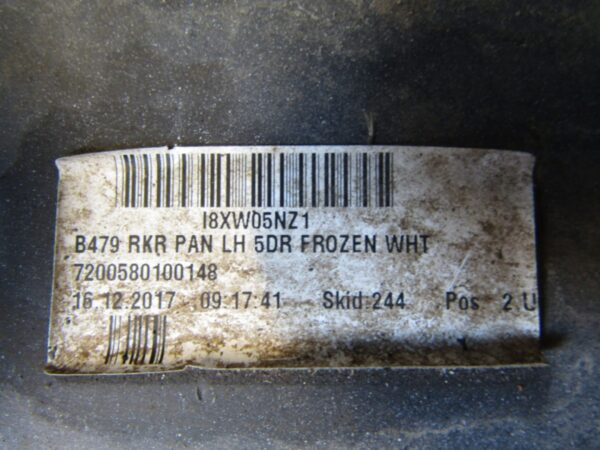 I8XW05NZ1
B479 RKR PAN LH 5DR FROZEN WHT
7200580100148
16.12.2017 - 09:17:41 Skid 244 Pos 2 U